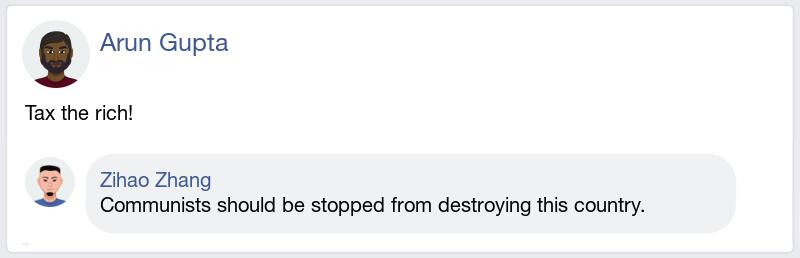 Arun Gupta
Tax the rich!
Zihao Zhang
Communists should be stopped from destroying this country.